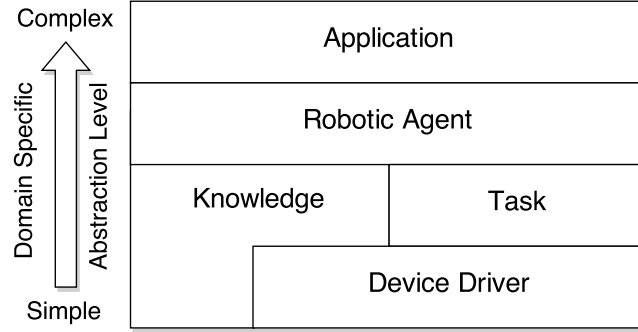 Complex
Domain Specific
Abstraction Level
Simple
Application
Robotic Agent
Knowledge
Task
Device Driver